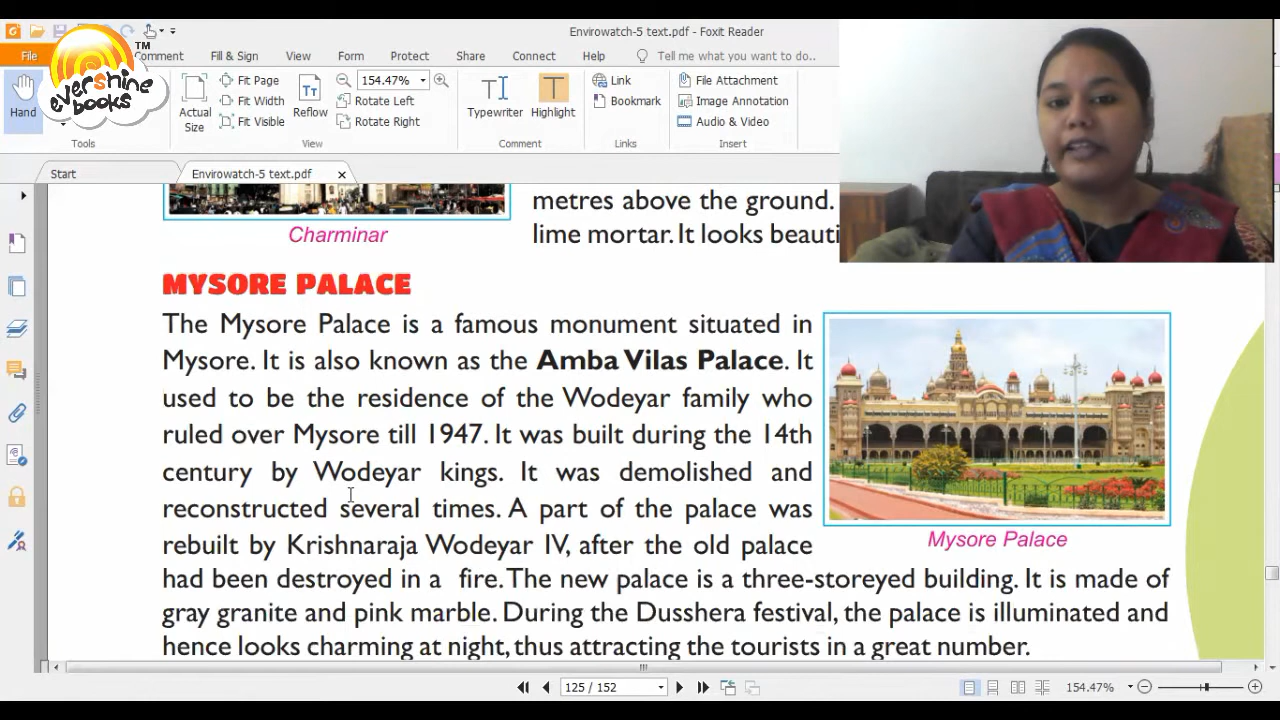 Envirowatch-5 text.pdf - Foxit Reader
File
Comment
Fill & Sign
View
Form
Protect
Share
Connect
Help
Tell me what you want to do..
TM
evershine
books
Hand
Actual
Size
Fit Page
Fit Width
Fit Visible
Reflow
154.47%
Rotate Left
Rotate Right
Typewriter
Highlight
Link
Bookmark
File Attachment
Image Annotation
Audio & Video
Tools
View
Comment
Links
Insert
Start
Envirowatch-5 text.pdf
Charminar
metres above the ground.
lime mortar. It looks beauti
MYSORE PALACE
The Mysore Palace is a famous monument situated in
Mysore. It is also known as the Amba Vilas Palace. It
used to be the residence of the Wodeyar family who
ruled over Mysore till 1947. It was built during the 14th
century by Wodeyar kings. It was demolished and
reconstructed several times. A part of the palace was
rebuilt by Krishnaraja Wodeyar IV, after the old palace
had been destroyed in a fire. The new palace is a three-storeyed building. It is made of
gray granite and pink marble. During the Dusshera festival, the palace is illuminated and
hence looks charming at night, thus attracting the tourists in a great number.
Mysore Palace
125 / 152
154.47%